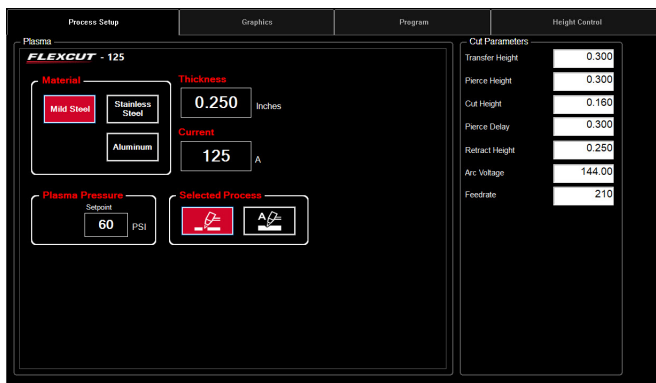 Process Setup
Graphics
Program
Height Control
Plasma
FLEXCUT - 125
Material
Mild Steel
Stainless
Steel
Aluminum
Thickness
0.250 Inches
Current
125 A
Plasma Pressure
Setpoint
60 PSI
Selected Process
A
Cut Parameters
Transfer Height 0.300
Pierce Height 0.300
Cut Height 0.160
Pierce Delay 0.300
Retract Height 0.250
Arc Voltage 144.00
Feedrate 210